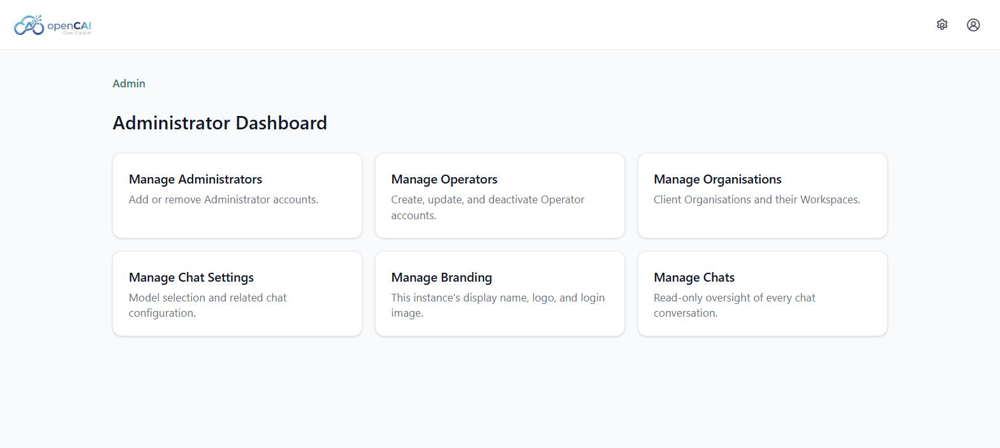 openCAI
Open Cloud AI
Admin
Administrator Dashboard
Manage Administrators
Add or remove Administrator accounts.
Manage Operators
Create, update, and deactivate Operator
accounts.
Manage Organisations
Client Organisations and their Workspaces.
Manage Chat Settings
Model selection and related chat
configuration.
Manage Branding
This instance's display name, logo, and login
image.
Manage Chats
Read-only oversight of every chat
conversation.